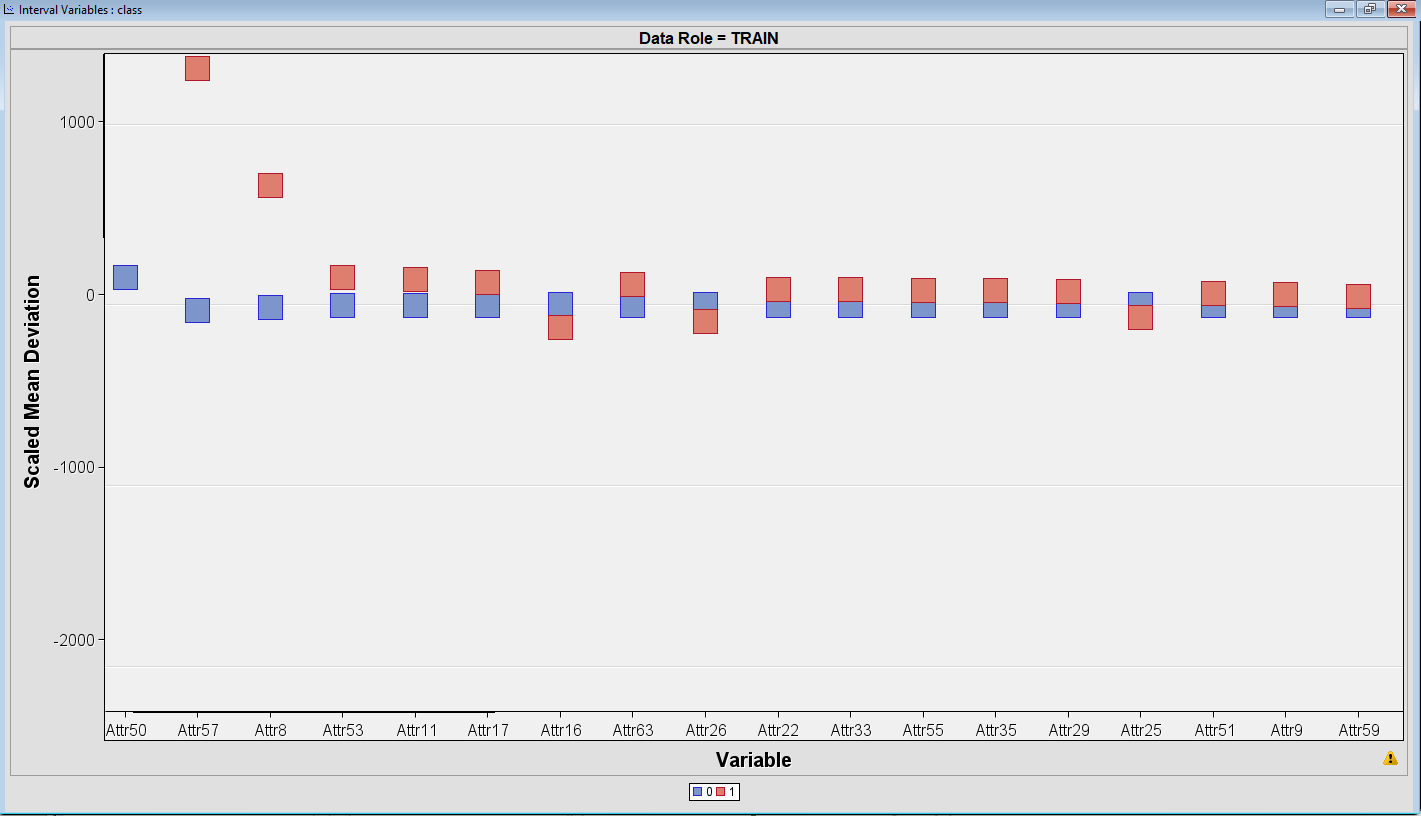 Interval Variables : class
Data Role = TRAIN
Scaled Mean Deviation
1000
0
-1000
-2000
Attr50 Attr57 Attr8 Attr53 Attr11 Attr17 Attr16 Attr63 Attr26 Attr22 Attr33 Attr55 Attr35 Attr29 Attr25 Attr51 Attr9 Attr59
Variable
0 1